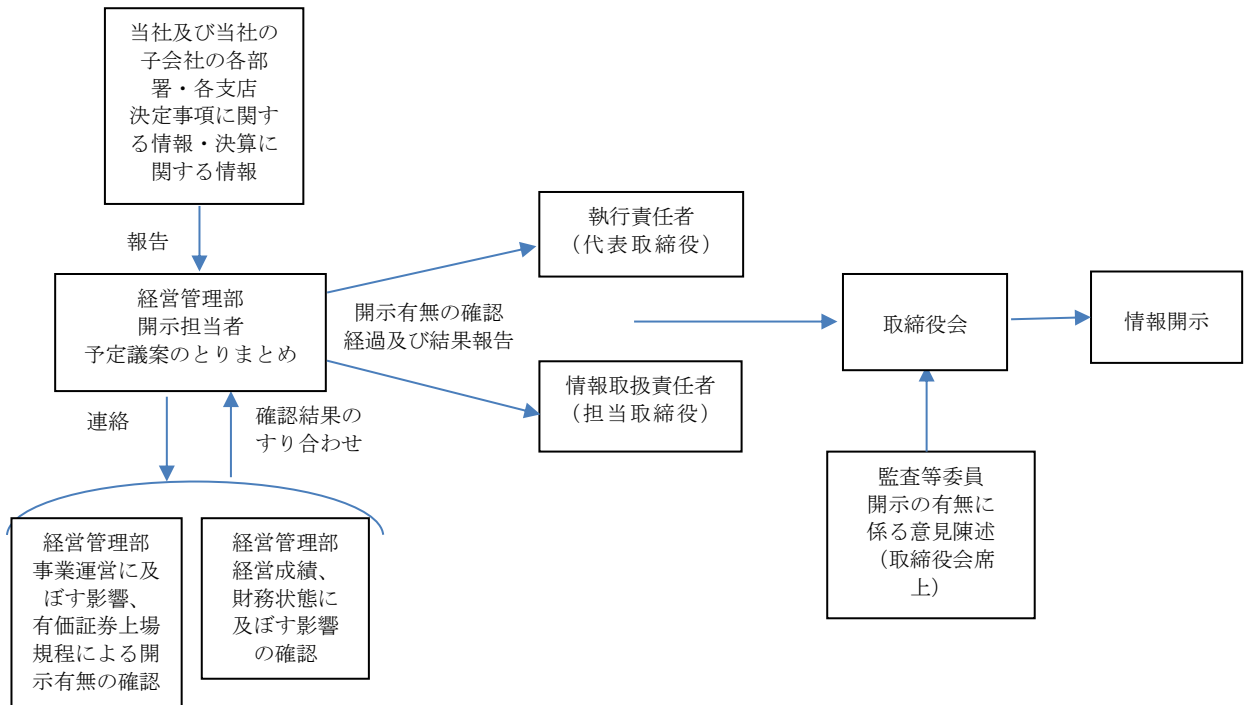 当社及び当社の
子会社の各部
署・各支店
決定事項に関す
る情報・決算に
関する情報
報告
経営管理部
開示担当者
予定議案のとりまとめ
連絡
確認結果の
すり合わせ
経営管理部
事業運営に及
ぼす影響、
有価証券上場
規程による開
示有無の確認
経営管理部
経営成績、
財務状態に
及ぼす影響
の確認
開示有無の確認
経過及び結果報告
執行責任者
（代表取締役）
情報取扱責任者
（担当取締役）
取締役会
監査等委員
開示の有無に
係る意見陳述
（取締役会席
上）
情報開示